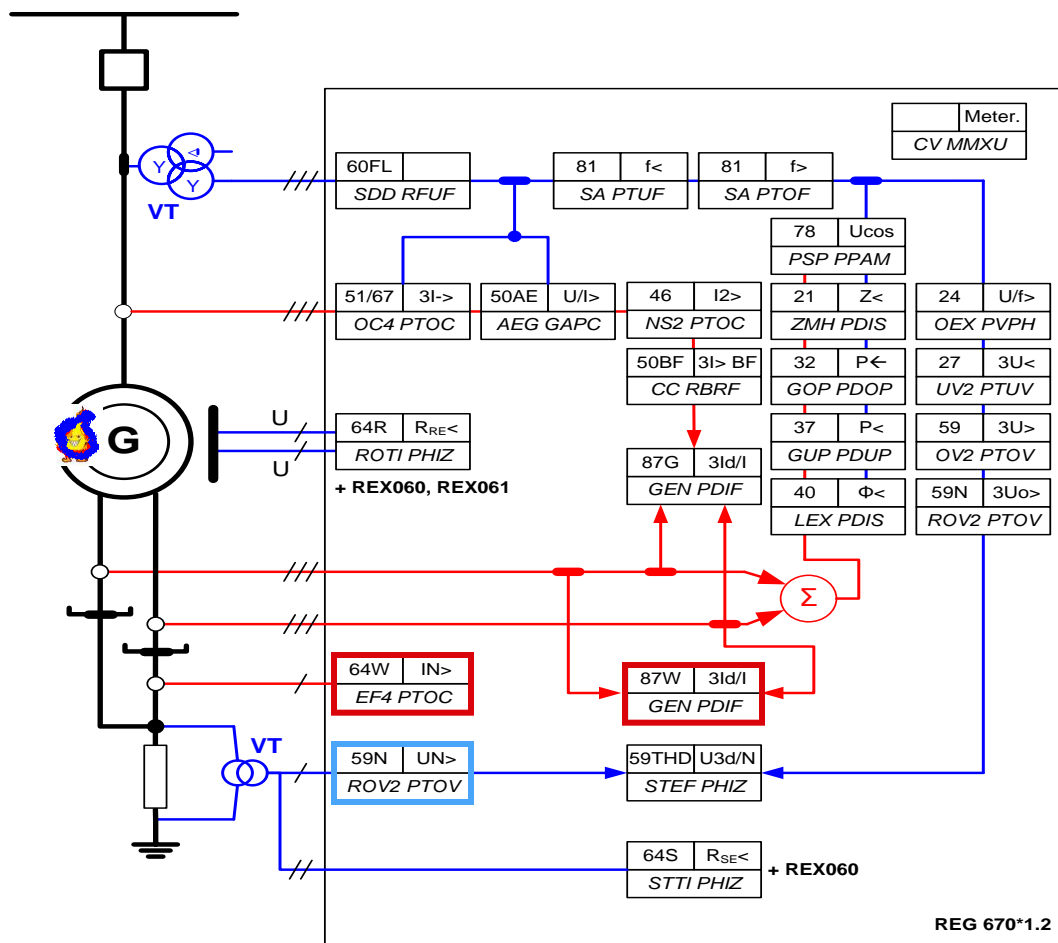 Meter.
CV MMXU
Y
Δ
Y
VT
60FL
SDD RFUF
81 f<
SA PTUF
81 f>
SA PTOF
78 Ucos
PSP PPAM
51/67 3I->
OC4 PTOC
50AE U/I>
AEG GAPC
46 I2>
NS2 PTOC
21 Z<
ZMH PDIS
24 U/f>
OEX PVPH
50BF 3I> BF
CC RBRF
32 P←
GOP PDOP
27 3U<
UV2 PTUV
G
U
U
64R RRE<
ROTI PHIZ
+ REX060, REX061
87G 3Id/I
GEN PDIF
37 P<
GUP PDUP
59 3U>
OV2 PTOV
40 Φ<
LEX PDIS
59N 3Uo>
ROV2 PTOV
Σ
64W IN>
EF4 PTOC
87W 3Id/I
GEN PDIF
VT
59N UN>
ROV2 PTOV
59THD U3d/N
STEF PHIZ
64S RSE<
STTI PHIZ
+ REX060
REG 670*1.2